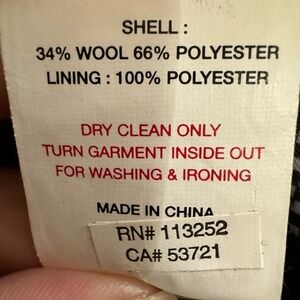 SHELL :
34% WOOL 66% POLYESTER
LINING : 100% POLYESTER
DRY CLEAN ONLY
TURN GARMENT INSIDE OUT
FOR WASHING & IRONING
MADE IN CHINA
RN# 113252
CA# 53721